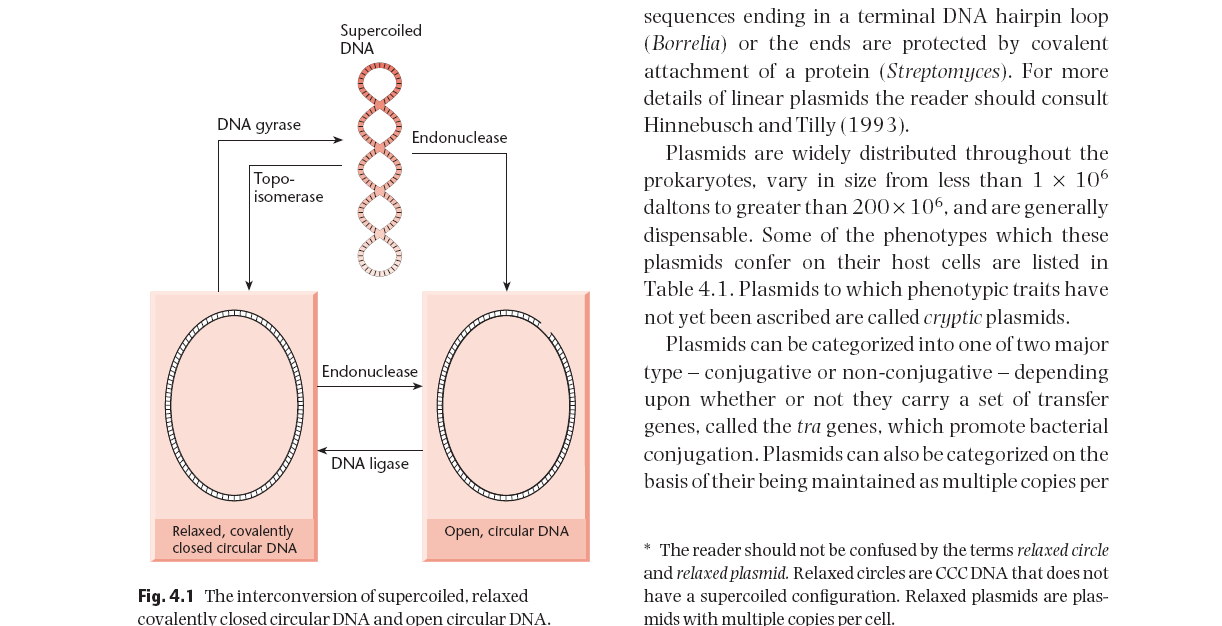 Supercoiled
DNA
DNA gyrase
Endonuclease
Topo-
isomerase
Endonuclease
DNA ligase
Relaxed, covalently
closed circular DNA
Open, circular DNA
Fig. 4.1 The interconversion of supercoiled, relaxed
covalently closed circular DNA and open circular DNA.
sequences ending in a terminal DNA hairpin loop
(Borrelia) or the ends are protected by covalent
attachment of a protein (Streptomyces). For more
details of linear plasmids the reader should consult
Hinnebusch and Tilly (1993).
Plasmids are widely distributed throughout the
prokaryotes, vary in size from less than 1 × 10⁶
daltons to greater than 200 × 10⁶, and are generally
dispensable. Some of the phenotypes which these
plasmids confer on their host cells are listed in
Table 4.1. Plasmids to which phenotypic traits have
not yet been ascribed are called cryptic plasmids.
Plasmids can be categorized into one of two major
type – conjugative or non-conjugative – depending
upon whether or not they carry a set of transfer
genes, called the tra genes, which promote bacterial
conjugation. Plasmids can also be categorized on the
basis of their being maintained as multiple copies per
* The reader should not be confused by the terms relaxed circle
and relaxed plasmid. Relaxed circles are CCC DNA that does not
have a supercoiled configuration. Relaxed plasmids are plas-
mids with multiple copies per cell.